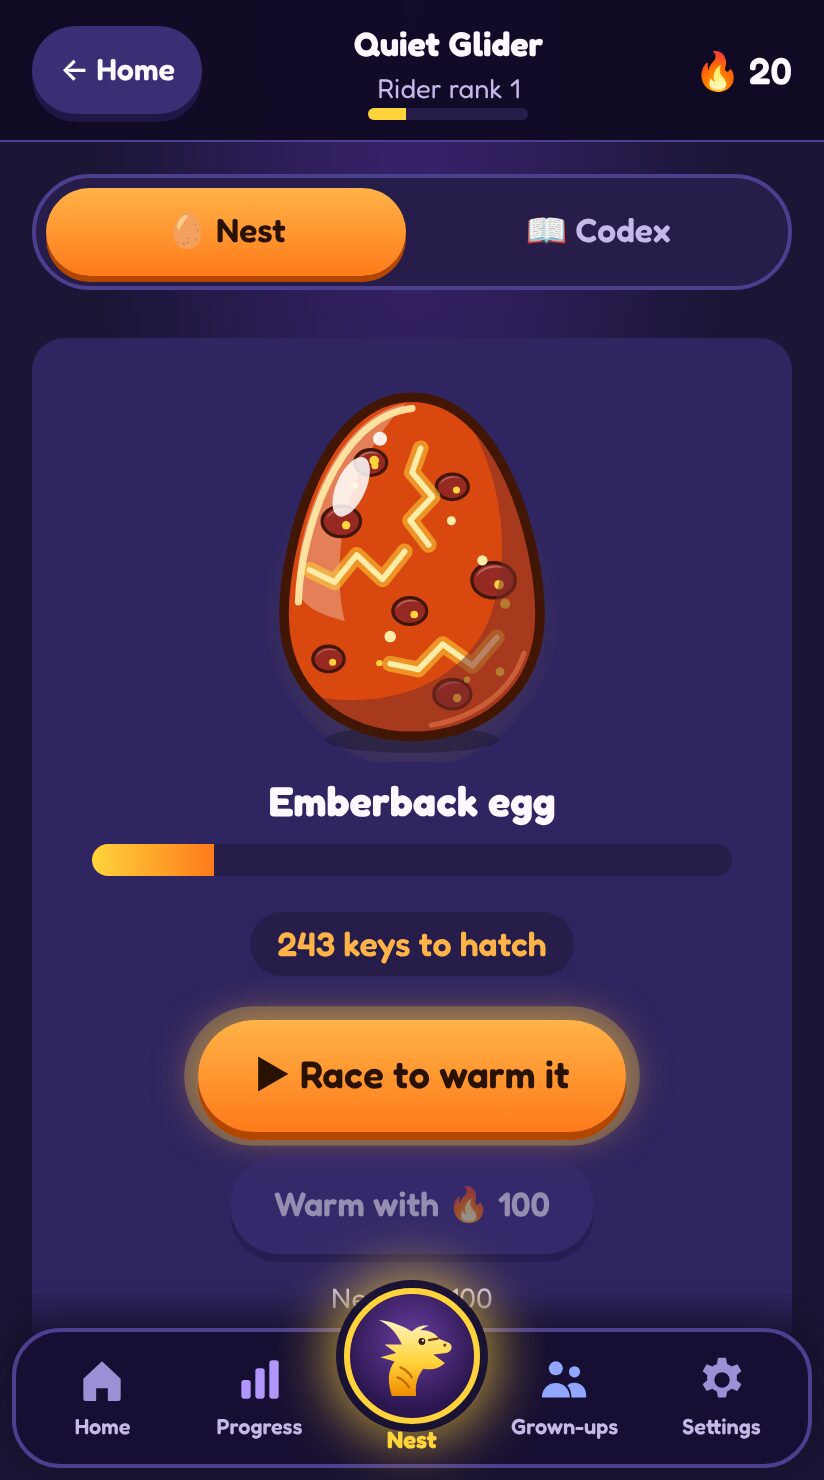 ← Home
Quiet Glider
Rider rank 1
🔥 20
🥚 Nest
📖 Codex
Emberback egg
243 keys to hatch
▶ Race to warm it
Warm with 🔥 100
100
Home
Progress
Nest
Grown-ups
Settings